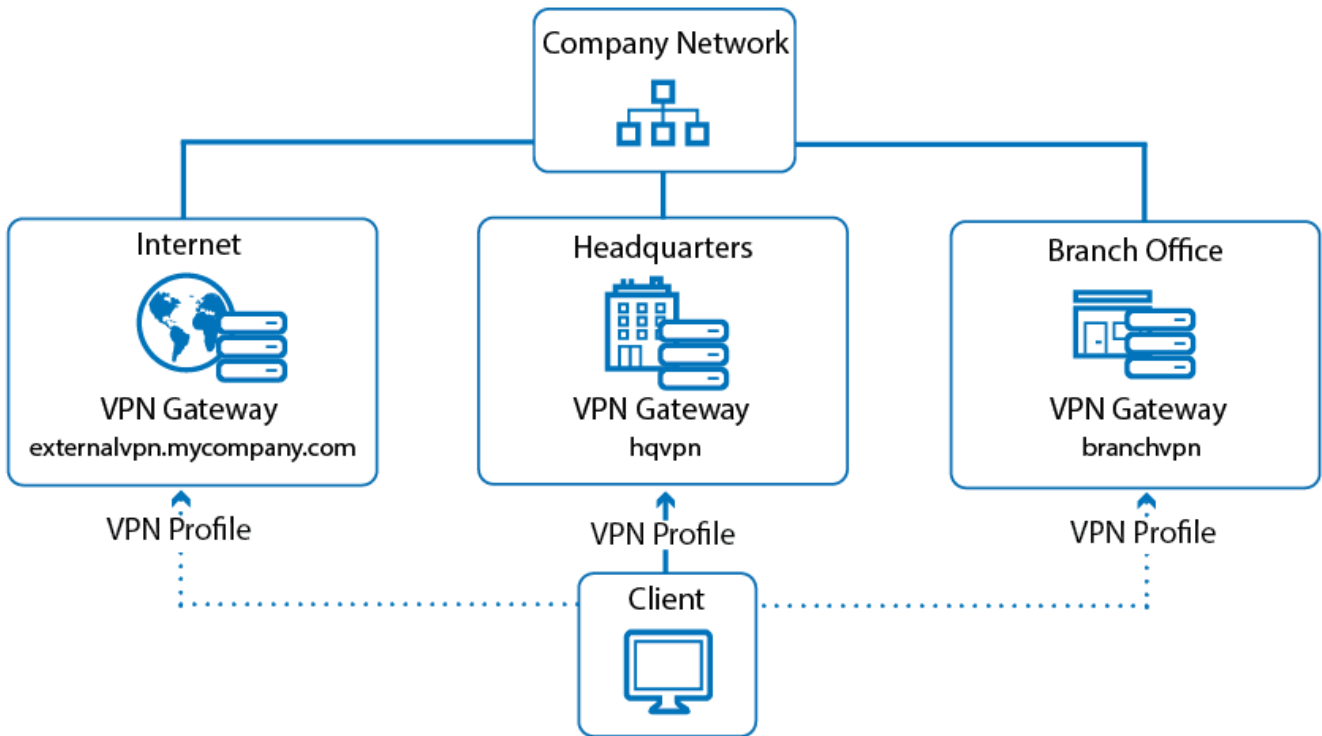 Company Network
Internet
VPN Gateway
externalvpn.mycompany.com
Headquarters
VPN Gateway
hqvpn
Branch Office
VPN Gateway
branchvpn
VPN Profile
VPN Profile
VPN Profile
Client